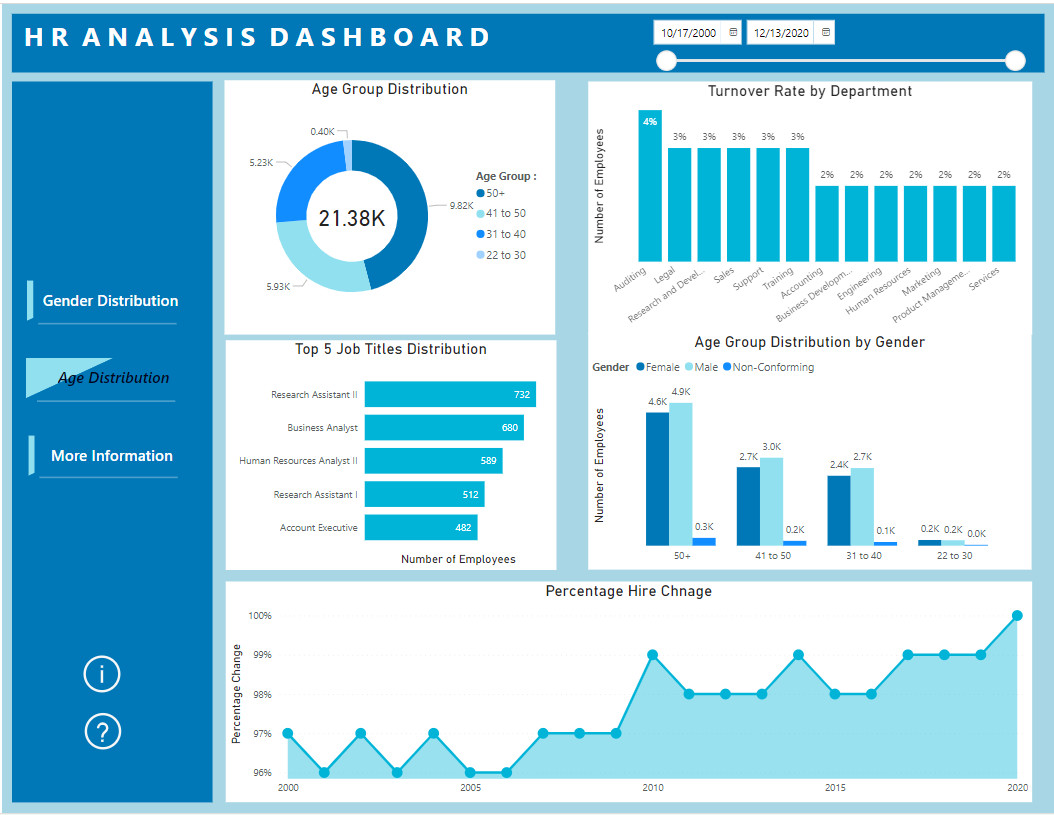 HR ANALYSIS DASHBOARD
10/17/2000
12/13/2020
Gender Distribution
Age Distribution
More Information
i
?
Age Group Distribution
0.40K
5.23K
9.82K
5.93K
21.38K
Age Group :
50+
41 to 50
31 to 40
22 to 30
Turnover Rate by Department
Number of Employees
4%
3%
3%
3%
3%
3%
2%
2%
2%
2%
2%
2%
2%
Auditing
Legal
Research and Devel...
Sales
Support
Training
Accounting
Business Developm...
Engineering
Human Resources
Marketing
Product Manageme...
Services
Top 5 Job Titles Distribution
Research Assistant II 732
Business Analyst 680
Human Resources Analyst II 589
Research Assistant I 512
Account Executive 482
Number of Employees
Age Group Distribution by Gender
Gender Female Male Non-Conforming
Number of Employees
4.6K 4.9K 0.3K
2.7K 3.0K 0.2K
2.4K 2.7K 0.1K
0.2K 0.2K 0.0K
50+ 41 to 50 31 to 40 22 to 30
Percentage Hire Chnage
Percentage Change
100%
99%
98%
97%
96%
2000 2005 2010 2015 2020